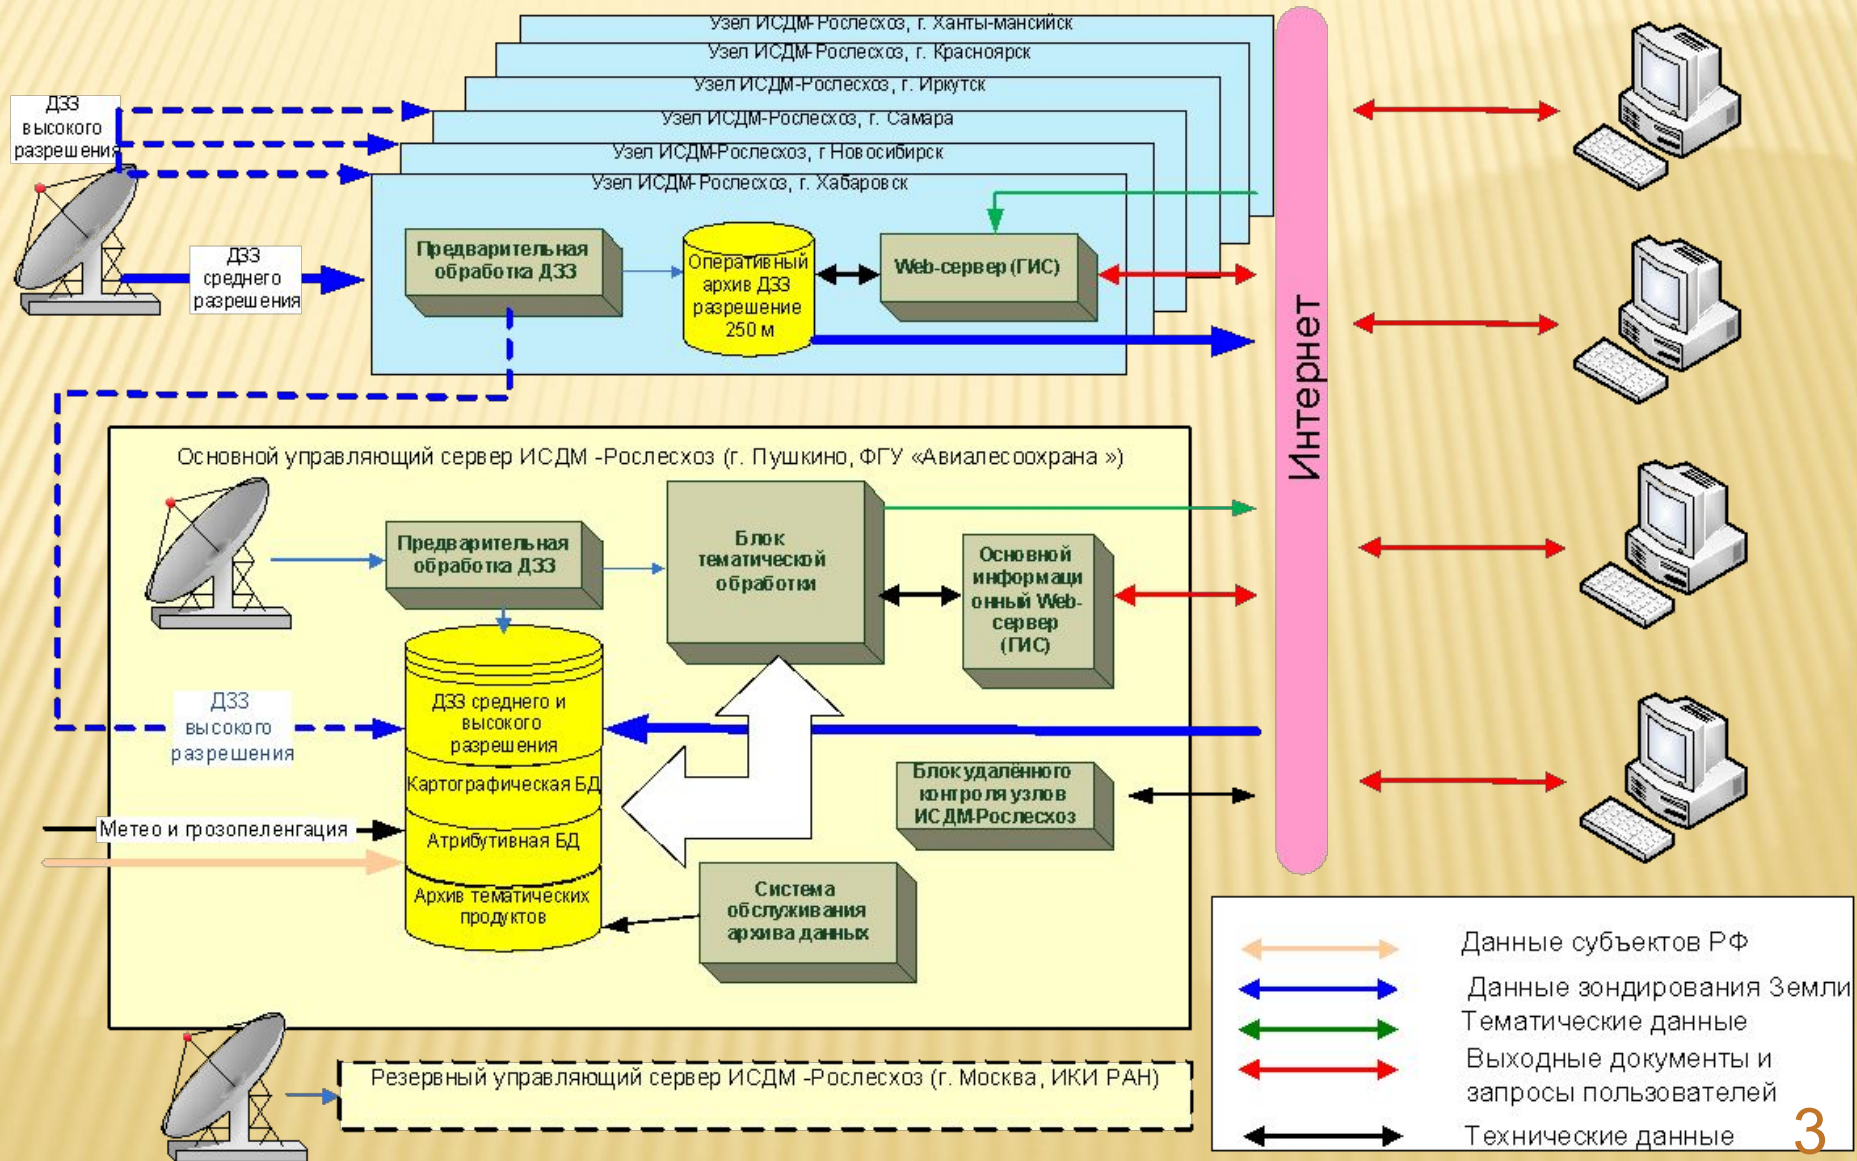 Узел ИСДМ-Рослесхоз, г. Ханты-мансийск
Узел ИСДМ-Рослесхоз, г. Красноярск
Узел ИСДМ-Рослесхоз, г. Иркутск
Узел ИСДМ-Рослесхоз, г. Самара
Узел ИСДМ-Рослесхоз, г Новосибирск
Узел ИСДМ-Рослесхоз, г. Хабаровск
ДЗЗ
высокого
разрешения
ДЗЗ
среднего
разрешения
Предварительная
обработка ДЗЗ
Оперативный
архив ДЗЗ
разрешение
250 м
Web-сервер (ГИС)
Интернет
Основной управляющий сервер ИСДМ -Рослесхоз (г. Пушкино, ФГУ «Авиалесоохрана »)
Предварительная
обработка ДЗЗ
Блок
тематической
обработки
Основной
информаци
онный Web-
сервер
(ГИС)
ДЗЗ
высокого
разрешения
ДЗЗ среднего и
высокого
разрешения
Картографическая БД
Атрибутивная БД
Архив тематических
продуктов
Метео и грозопеленгация
Блок удалённого
контроля узлов
ИСДМ-Рослесхоз
Система
обслуживания
архива данных
Резервный управляющий сервер ИСДМ -Рослесхоз (г. Москва, ИКИ РАН)
Данные субъектов РФ
Данные зондирования Земли
Тематические данные
Выходные документы и
запросы пользователей
Технические данные
3